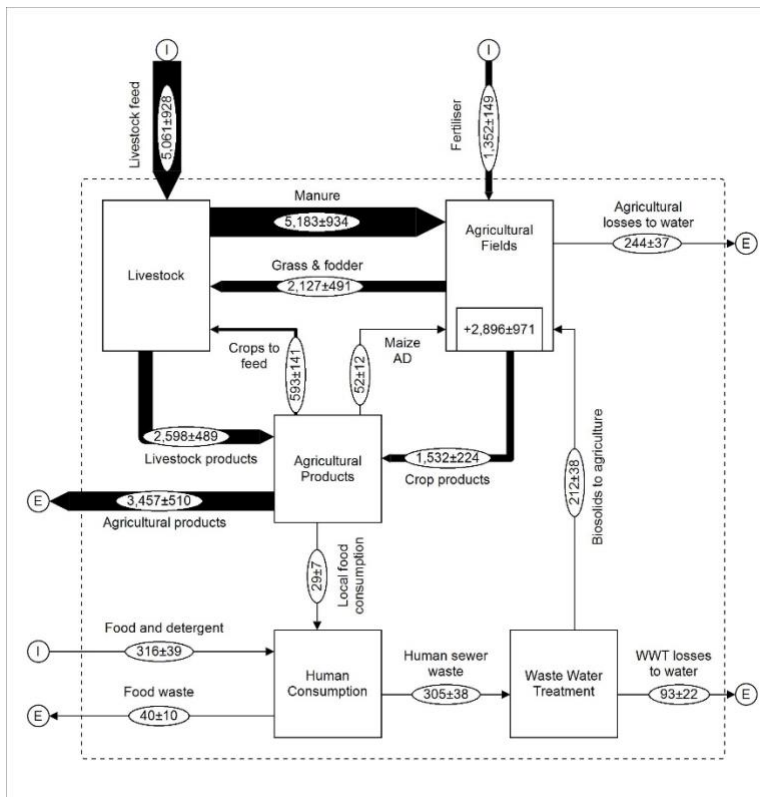 I
I
Livestock feed
5,061±928
Fertiliser
1,352±149
Manure
5,183±934
Agricultural
Fields
Agricultural
losses to water
244±37
E
Livestock
Grass & fodder
2,127±491
+2,896±971
Crops to
feed
593±141
52±12
Maize
AD
2,598±489
Livestock products
Agricultural
Products
1,532±224
Crop products
Biosolids to agriculture
212±38
E
3,457±510
Agricultural products
29±7
Local food
consumption
Food and detergent
I
316±39
Human
Consumption
Human sewer
waste
305±38
Waste Water
Treatment
WWT losses
to water
93±22
E
Food waste
E
40±10